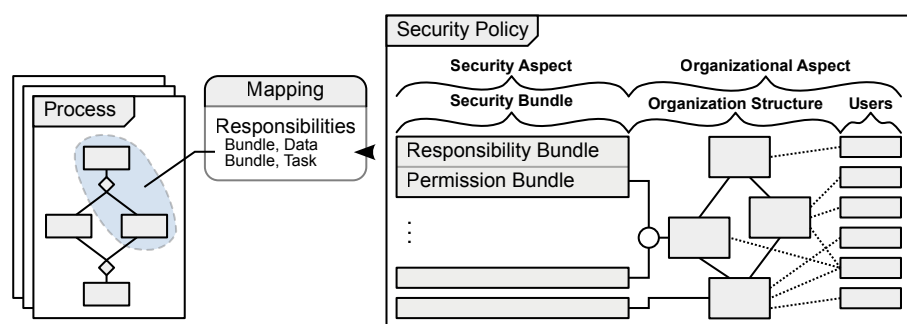 Security Policy
Security Aspect
Organizational Aspect
Mapping
Security Bundle
Organization Structure
Users
Process
Responsibilities
Bundle, Data
Bundle, Task
Responsibility Bundle
Permission Bundle
...